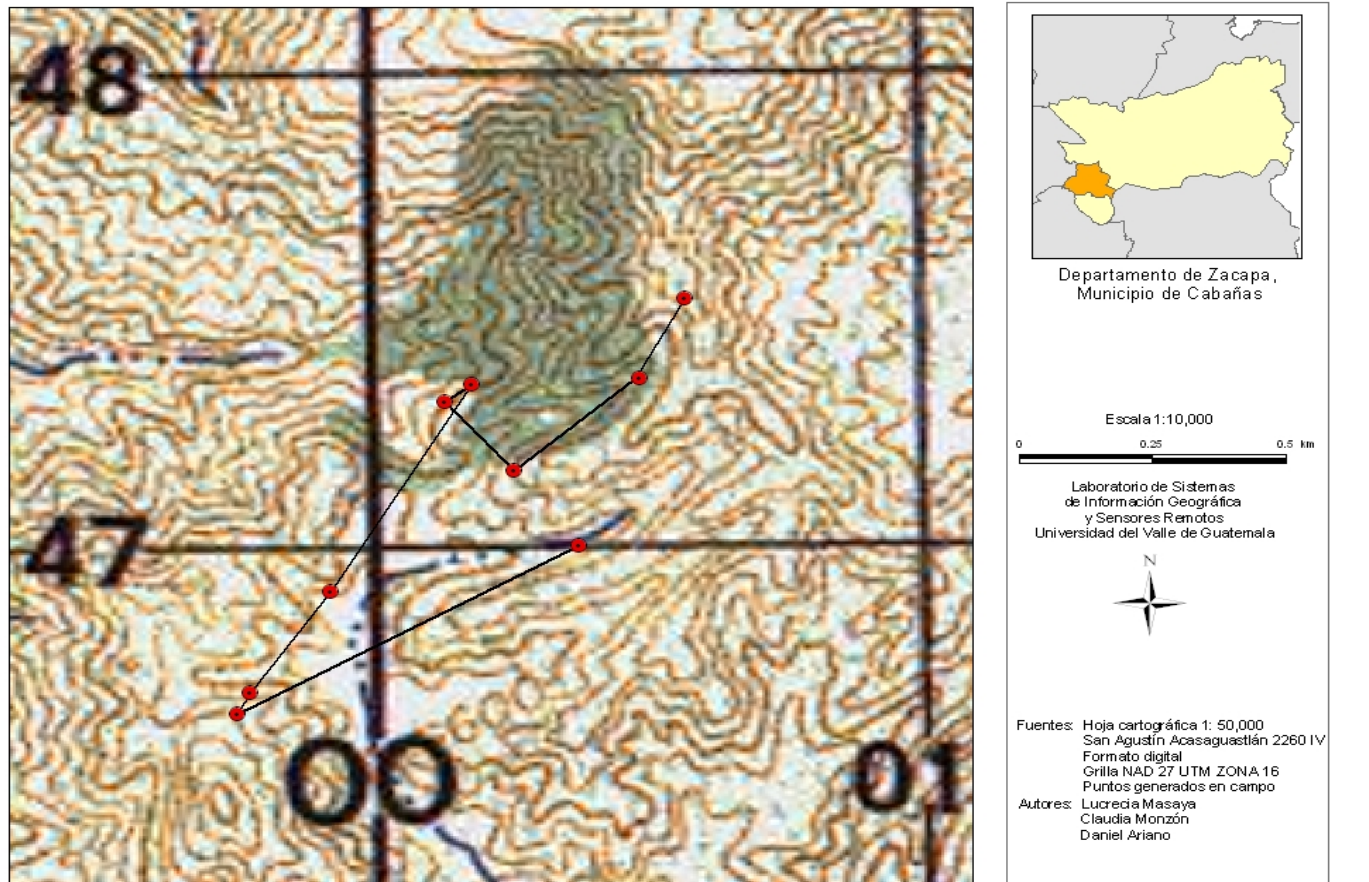 48
47
00
01
Departamento de Zacapa,
Municipio de Cabañas
Escala 1:10,000
0 0.25 0.5 km
Laboratorio de Sistemas
de Información Geográfica
y Sensores Remotos
Universidad del Valle de Guatemala
N
Fuentes: Hoja cartográfica 1: 50,000
San Agustín Acasaguastlán 2260 IV
Formato digital
Grilla NAD 27 UTM ZONA 16
Puntos generados en campo
Autores: Lucrecia Masaya
Claudia Monzón
Daniel Ariano